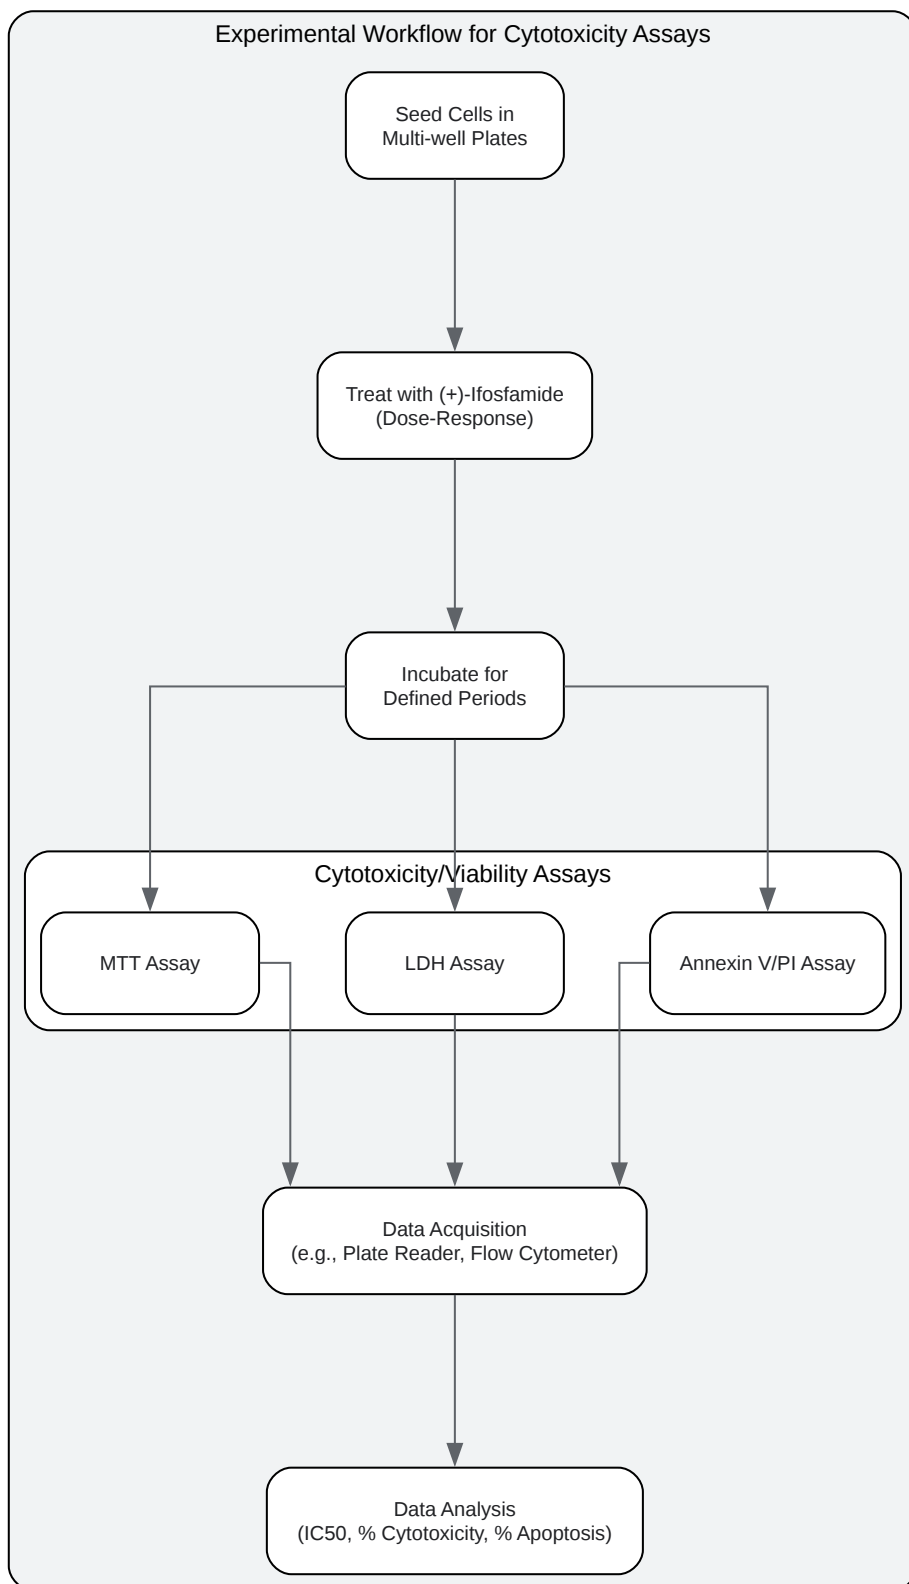 Experimental Workflow for Cytotoxicity Assays
Seed Cells in
Multi-well Plates
Treat with (+)-Ifosfamide
(Dose-Response)
Incubate for
Defined Periods
Cytotoxicity/Viability Assays
MTT Assay
LDH Assay
Annexin V/PI Assay
Data Acquisition
(e.g., Plate Reader, Flow Cytometer)
Data Analysis
(IC50, % Cytotoxicity, % Apoptosis)